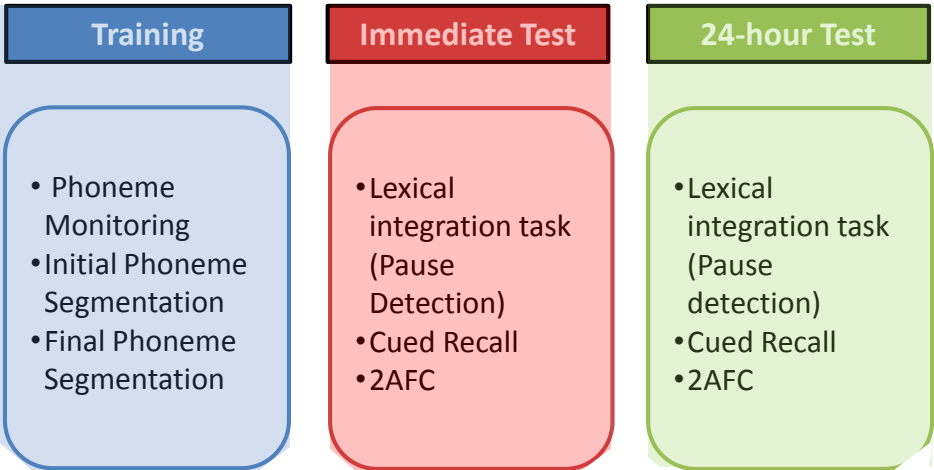 Training
• Phoneme
Monitoring
•Initial Phoneme
Segmentation
•Final Phoneme
Segmentation
Immediate Test
•Lexical
integration task
(Pause
Detection)
•Cued Recall
•2AFC
24-hour Test
•Lexical
integration task
(Pause
detection)
•Cued Recall
•2AFC